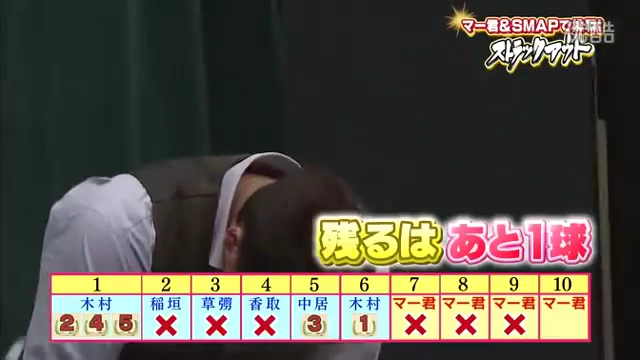 マー君&SMAPで
ストラックアウト
残るは あと1球
1 2 3 4 5 6 7 8 9 10
木村 稲垣 草彅 香取 中居 木村 マー君 マー君 マー君 マー君
2 4 5 × × × 3 1 × × ×